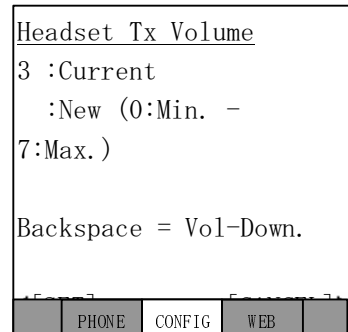 Headset Tx Volume
3 :Current
:New (0:Min. -
7:Max.)
Backspace = Vol-Down.
PHONE CONFIG WEB